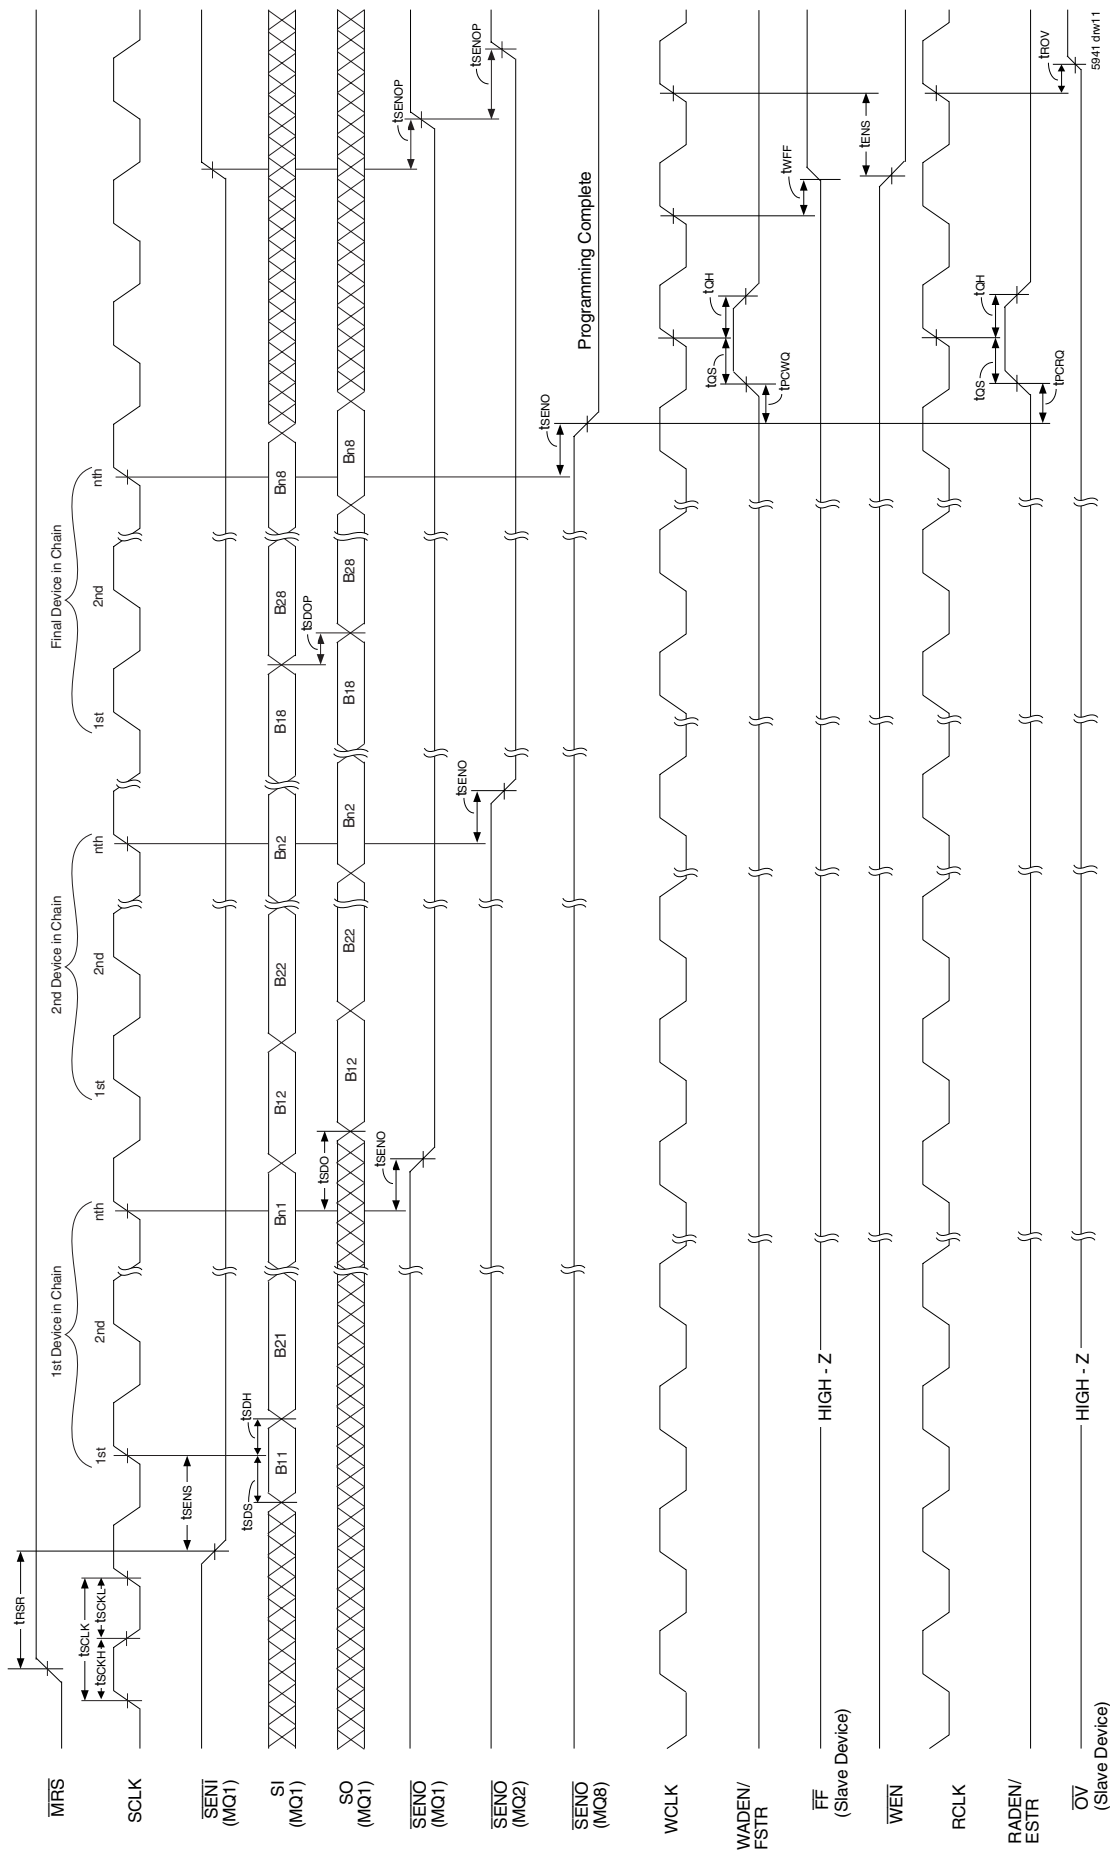 1st Device in Chain
2nd Device in Chain
Final Device in Chain
1st
2nd
nth
1st
2nd
nth
1st
2nd
nth
MRS
tRSR
SCLK
tSCLK
tSCKH
tSCKL
SENI
(MQ1)
tSENS
SI
(MQ1)
tSDS
tSDH
B11
B21
Bn1
B12
B22
Bn2
B18
B28
Bn8
SO
(MQ1)
tSDO
tSDOP
B12
B22
Bn2
B18
B28
Bn8
SENO
(MQ1)
tSENO
tSENOP
SENO
(MQ2)
tSENO
tSENOP
SENO
(MQ8)
tSENO
Programming Complete
WCLK
WADEN/
FSTR
tQS
tQH
tPCWQ
FF
(Slave Device)
HIGH - Z
tWFF
WEN
tENS
RCLK
RADEN/
ESTR
tQS
tQH
tPCRQ
OV
(Slave Device)
HIGH - Z
tROV
5941 drw11